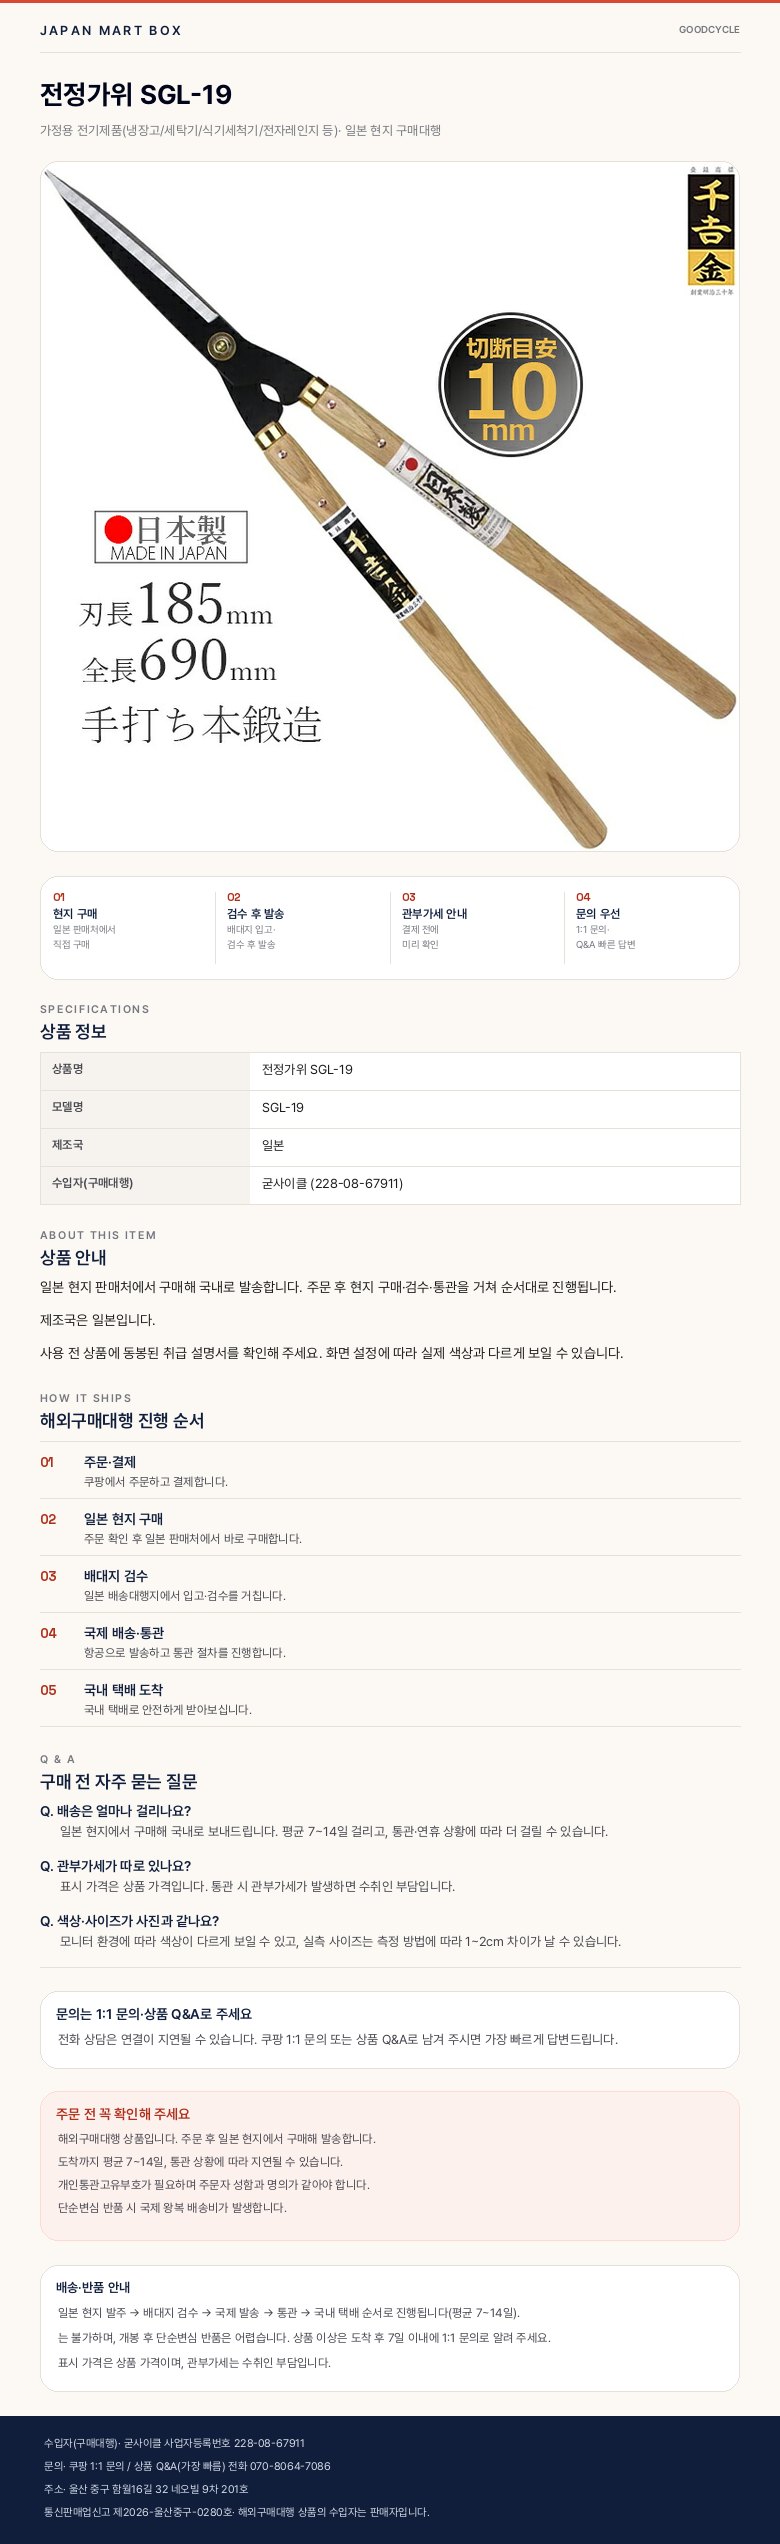 JAPAN MART BOX
GOODCYCLE
전정가위 SGL-19
가정용 전기제품(냉장고/세탁기/식기세척기/전자레인지 등)· 일본 현지 구매대행
登録商標
千吉
金
創業明治三十年
切断目安
10
mm
日本製
千吉金
日本製
MADE IN JAPAN
刃長185mm
全長690mm
手打ち本鍛造
01
현지 구매
일본 판매처에서
직접 구매
02
검수 후 발송
배대지 입고·
검수 후 발송
03
관부가세 안내
결제 전에
미리 확인
04
문의 우선
1:1 문의·
Q&A 빠른 답변
SPECIFICATIONS
상품 정보
상품명 전정가위 SGL-19
모델명 SGL-19
제조국 일본
수입자(구매대행) 굳사이클 (228-08-67911)
ABOUT THIS ITEM
상품 안내
일본 현지 판매처에서 구매해 국내로 발송합니다. 주문 후 현지 구매·검수·통관을 거쳐 순서대로 진행됩니다.
제조국은 일본입니다.
사용 전 상품에 동봉된 취급 설명서를 확인해 주세요. 화면 설정에 따라 실제 색상과 다르게 보일 수 있습니다.
HOW IT SHIPS
해외구매대행 진행 순서
01 주문·결제
쿠팡에서 주문하고 결제합니다.
02 일본 현지 구매
주문 확인 후 일본 판매처에서 바로 구매합니다.
03 배대지 검수
일본 배송대행지에서 입고·검수를 거칩니다.
04 국제 배송·통관
항공으로 발송하고 통관 절차를 진행합니다.
05 국내 택배 도착
국내 택배로 안전하게 받아보십니다.
Q & A
구매 전 자주 묻는 질문
Q. 배송은 얼마나 걸리나요?
일본 현지에서 구매해 국내로 보내드립니다. 평균 7~14일 걸리고, 통관·연휴 상황에 따라 더 걸릴 수 있습니다.
Q. 관부가세가 따로 있나요?
표시 가격은 상품 가격입니다. 통관 시 관부가세가 발생하면 수취인 부담입니다.
Q. 색상·사이즈가 사진과 같나요?
모니터 환경에 따라 색상이 다르게 보일 수 있고, 실측 사이즈는 측정 방법에 따라 1~2cm 차이가 날 수 있습니다.
문의는 1:1 문의·상품 Q&A로 주세요
전화 상담은 연결이 지연될 수 있습니다. 쿠팡 1:1 문의 또는 상품 Q&A로 남겨 주시면 가장 빠르게 답변드립니다.
주문 전 꼭 확인해 주세요
해외구매대행 상품입니다. 주문 후 일본 현지에서 구매해 발송합니다.
도착까지 평균 7~14일, 통관 상황에 따라 지연될 수 있습니다.
개인통관고유부호가 필요하며 주문자 성함과 명의가 같아야 합니다.
단순변심 반품 시 국제 왕복 배송비가 발생합니다.
배송·반품 안내
일본 현지 발주 → 배대지 검수 → 국제 발송 → 통관 → 국내 택배 순서로 진행됩니다(평균 7~14일).
는 불가하며, 개봉 후 단순변심 반품은 어렵습니다. 상품 이상은 도착 후 7일 이내에 1:1 문의로 알려 주세요.
표시 가격은 상품 가격이며, 관부가세는 수취인 부담입니다.
수입자(구매대행)· 굳사이클 사업자등록번호 228-08-67911
문의· 쿠팡 1:1 문의 / 상품 Q&A(가장 빠름) 전화 070-8064-7086
주소· 울산 중구 함월16길 32 네오빌 9차 201호
통신판매업신고 제2026-울산중구-0280호· 해외구매대행 상품의 수입자는 판매자입니다.